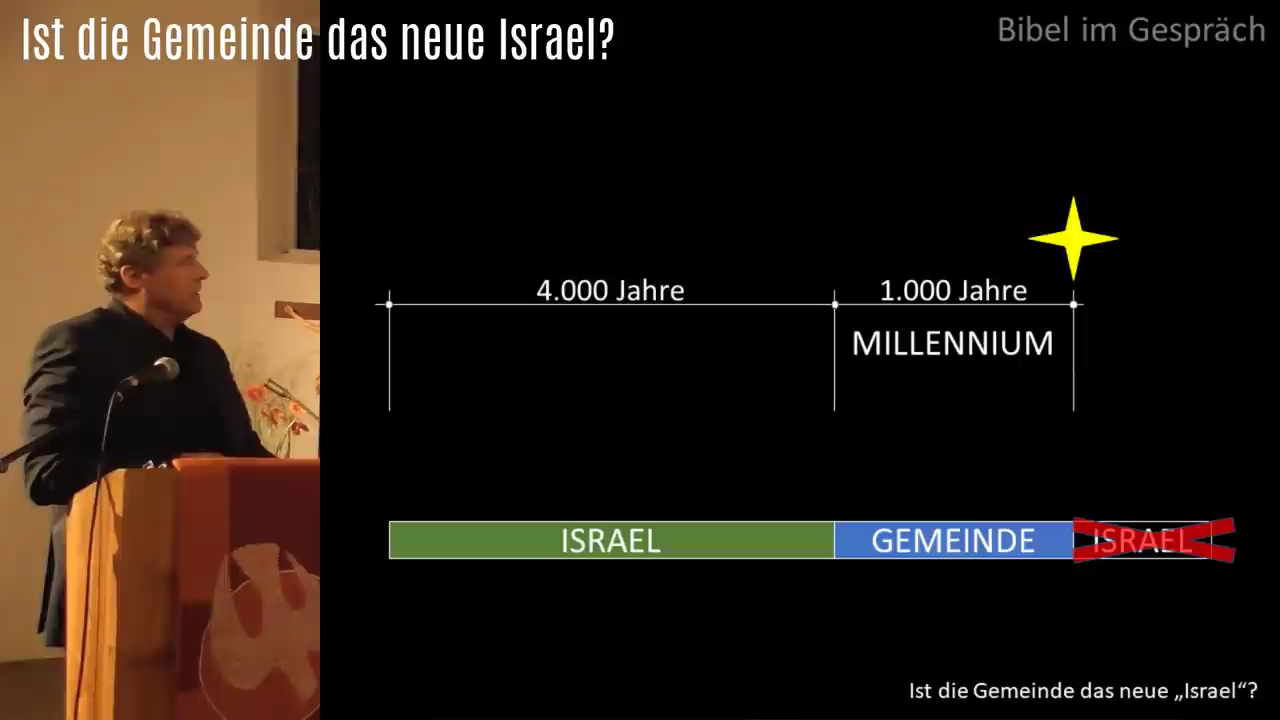 Ist die Gemeinde das neue Israel?
Bibel im Gespräch
4.000 Jahre
1.000 Jahre
MILLENNIUM
ISRAEL
GEMEINDE
ISRAEL
Ist die Gemeinde das neue „Israel“?